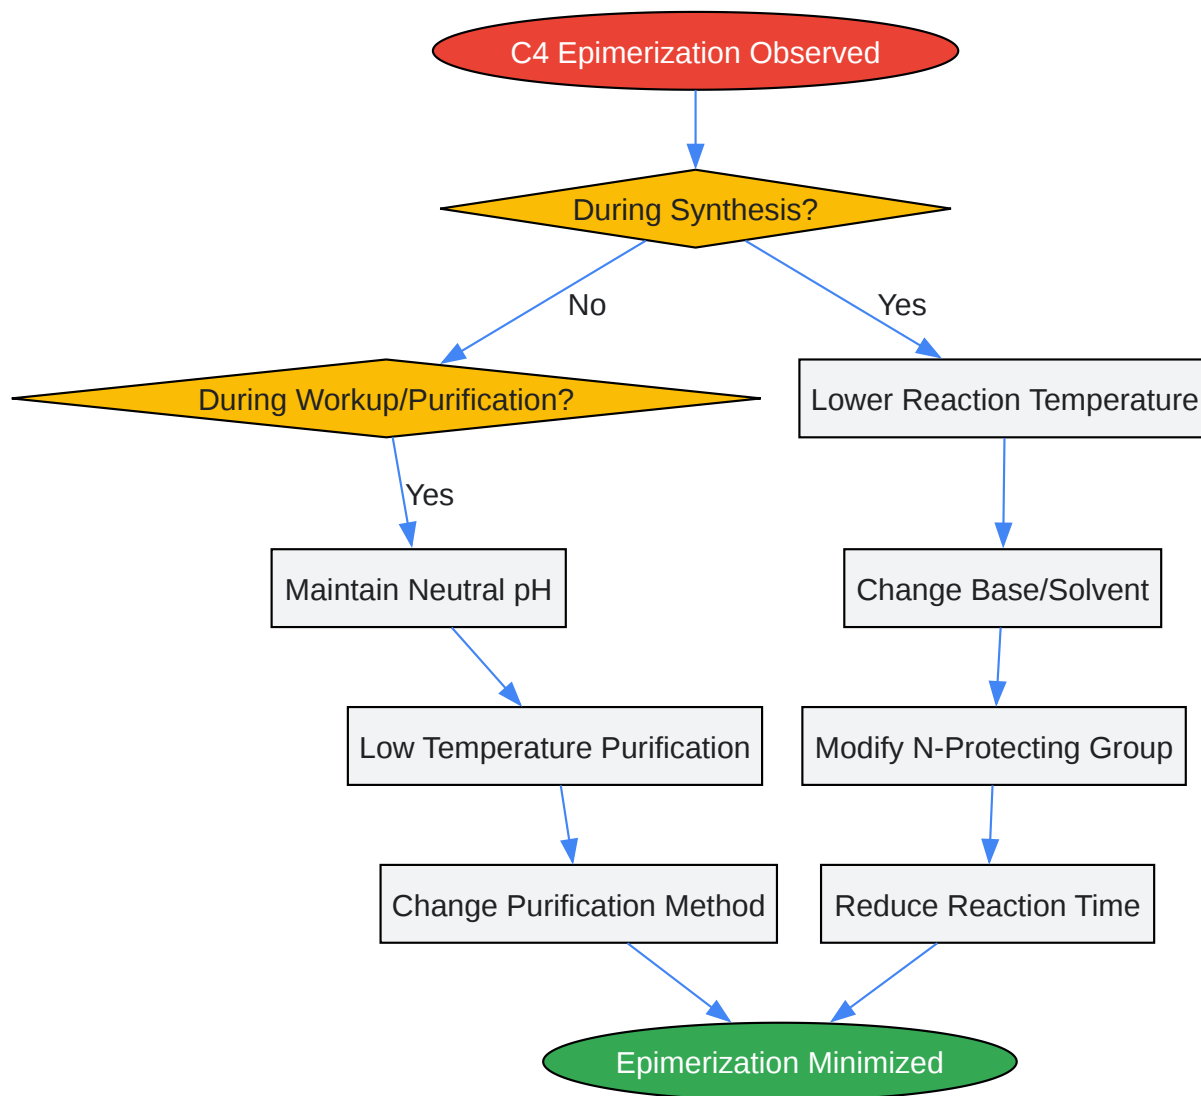 C4 Epimerization Observed
During Synthesis?
No
Yes
During Workup/Purification?
Lower Reaction Temperature
Yes
Maintain Neutral pH
Change Base/Solvent
Low Temperature Purification
Modify N-Protecting Group
Change Purification Method
Reduce Reaction Time
Epimerization Minimized